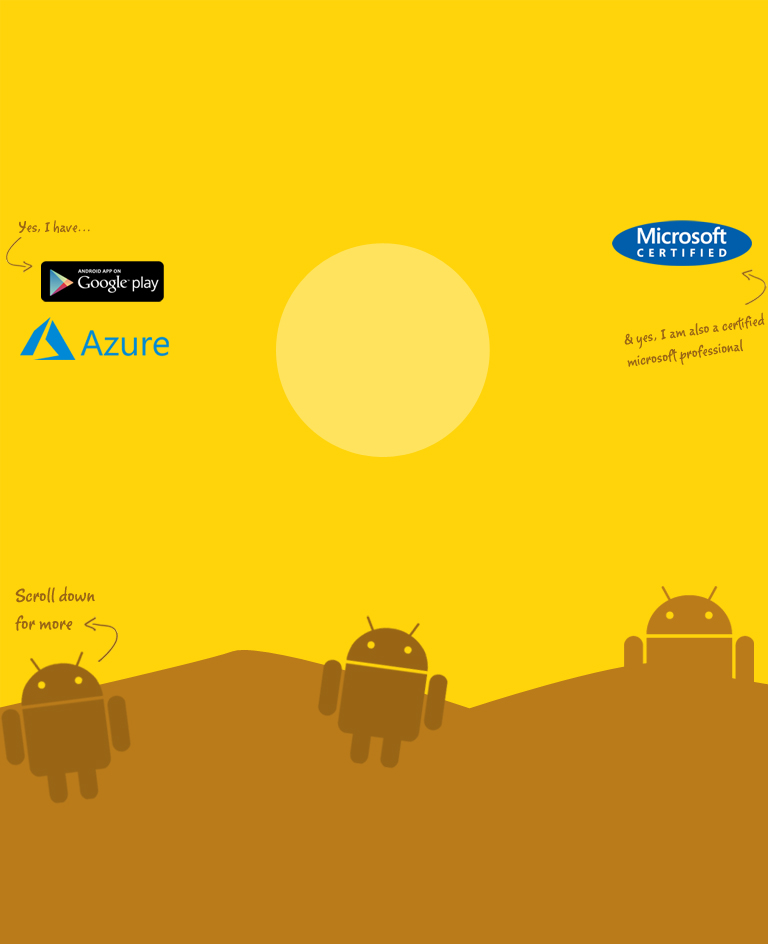 Yes, I have...
ANDROID APP ON
Google play
Azure
Microsoft
CERTIFIED
& yes, I am also a certified
microsoft professional
Scroll down
for more